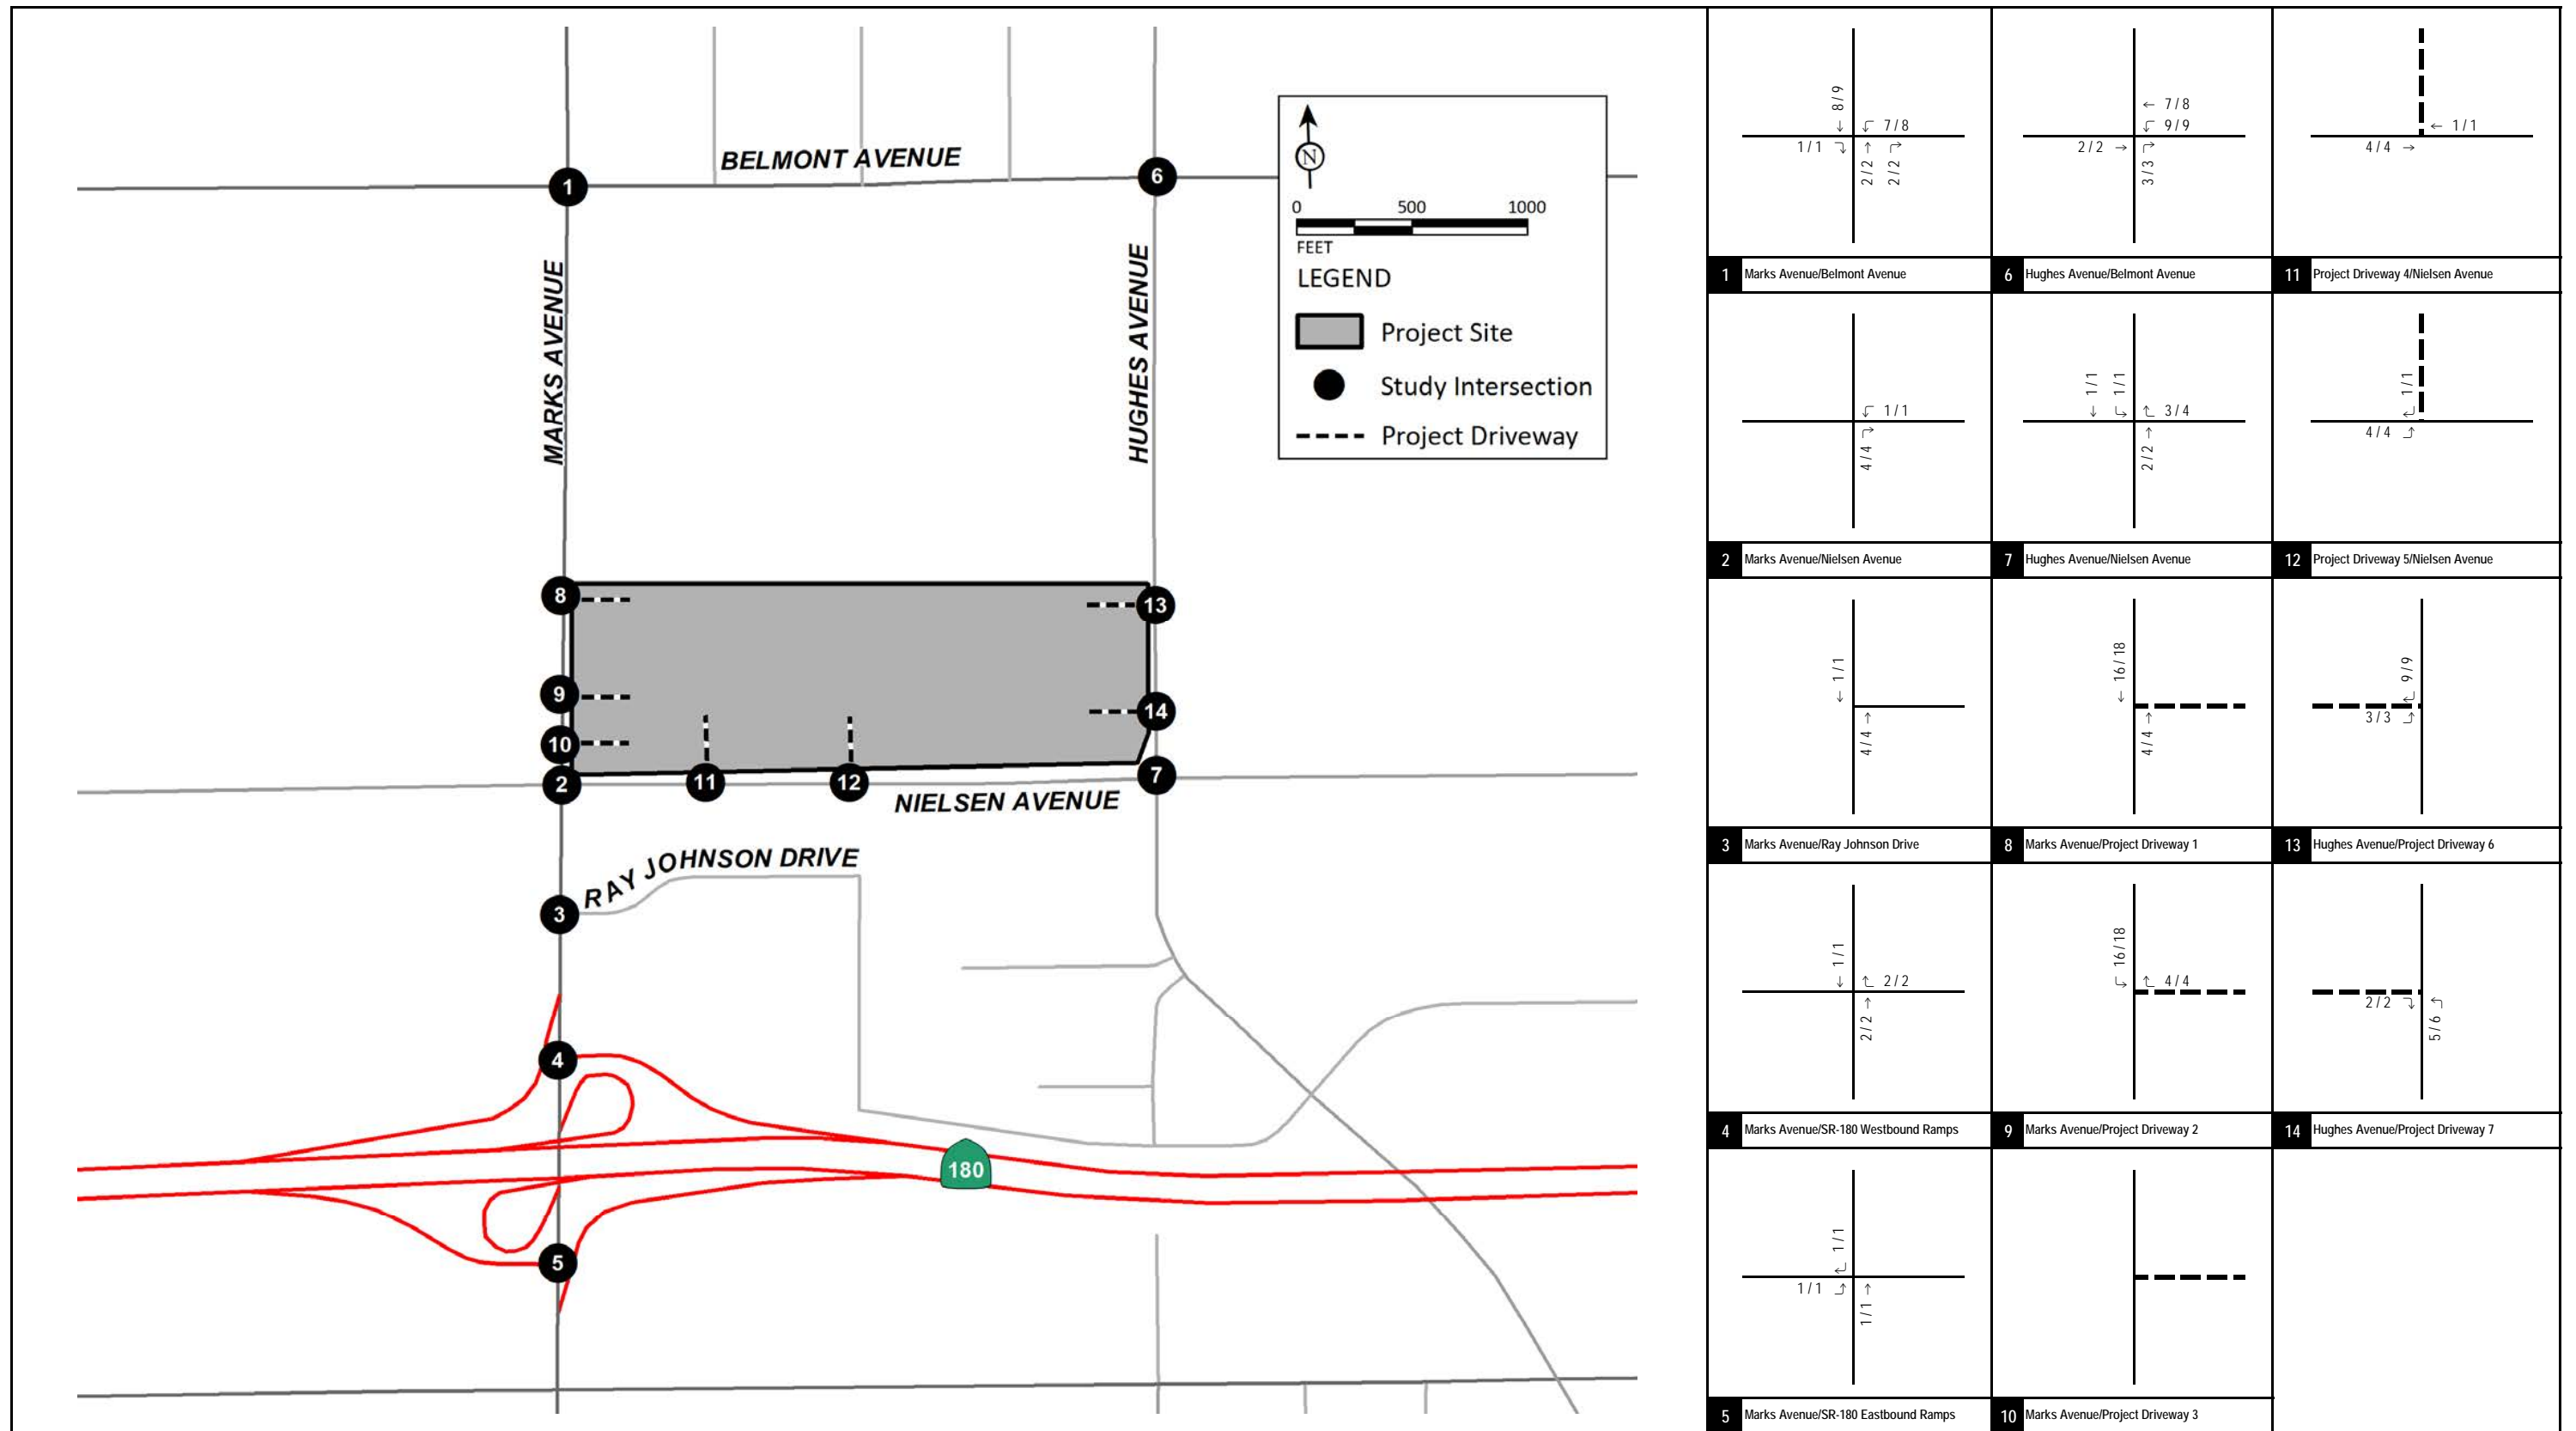 BELMONT AVENUE
MARKS AVENUE
HUGHES AVENUE
NIELSEN AVENUE
RAY JOHNSON DRIVE
180
1
6
8
9
10
2
11
12
13
14
7
3
4
5
N
0 500 1000
FEET
LEGEND
Project Site
Study Intersection
Project Driveway
8 / 9
7 / 8
1 / 1
2 / 2
2 / 2
1 Marks Avenue/Belmont Avenue
7 / 8
9 / 9
2 / 2
3 / 3
6 Hughes Avenue/Belmont Avenue
1 / 1
4 / 4
11 Project Driveway 4/Nielsen Avenue
1 / 1
4 / 4
2 Marks Avenue/Nielsen Avenue
1 / 1
1 / 1
3 / 4
2 / 2
7 Hughes Avenue/Nielsen Avenue
1 / 1
4 / 4
12 Project Driveway 5/Nielsen Avenue
1 / 1
4 / 4
3 Marks Avenue/Ray Johnson Drive
16 / 18
4 / 4
8 Marks Avenue/Project Driveway 1
9 / 9
3 / 3
13 Hughes Avenue/Project Driveway 6
1 / 1
2 / 2
2 / 2
4 Marks Avenue/SR-180 Westbound Ramps
16 / 18
4 / 4
9 Marks Avenue/Project Driveway 2
2 / 2
5 / 6
14 Hughes Avenue/Project Driveway 7
1 / 1
1 / 1
1 / 1
5 Marks Avenue/SR-180 Eastbound Ramps
10 Marks Avenue/Project Driveway 3